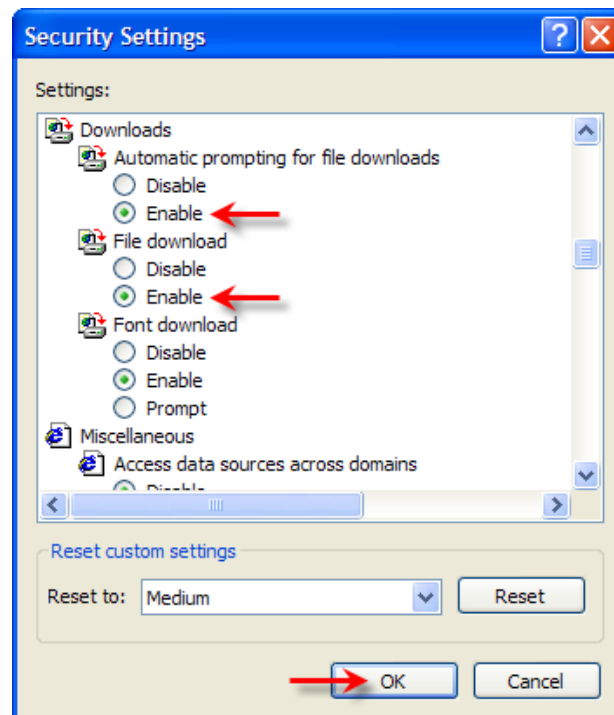 Security Settings
Settings:
Downloads
Automatic prompting for file downloads
Disable
Enable
File download
Disable
Enable
Font download
Disable
Enable
Prompt
Miscellaneous
Access data sources across domains
Disable
Reset custom settings
Reset to: Medium Reset
OK Cancel